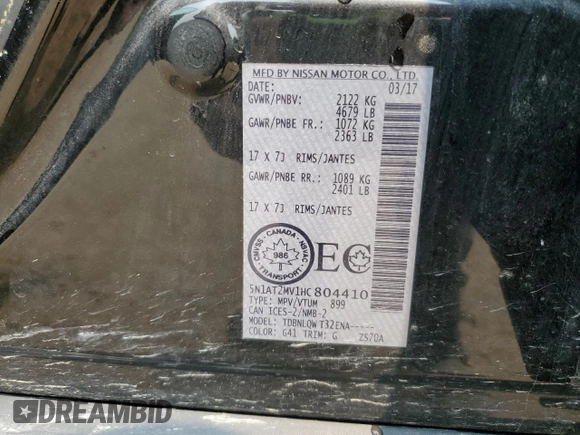 MFD BY NISSAN MOTOR CO., LTD.
DATE: 03/17
GVWR/PNBV: 2122 KG
4679 LB
GAWR/PNBE FR.: 1072 KG
2363 LB
17 X 7J RIMS/JANTES
GAWR/PNBE RR.: 1089 KG
2401 LB
17 X 7J RIMS/JANTES
CANADA
CMVSS · NSVAC
986
TRANSPORT
EC
5N1AT2MV1HC804410
TYPE: MPV/VTUM 899
CAN ICES-2/NMB-2
MODEL: TDBNLQW T32ENA-----
COLOR: G41 TRIM: G ZS70A
DREAMBID